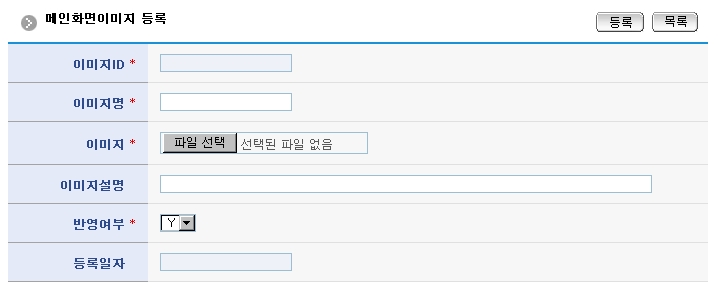 메인화면이미지 등록
등록 목록
이미지ID *
이미지명 *
이미지 * 파일 선택 선택된 파일 없음
이미지설명
반영여부 * Y
등록일자